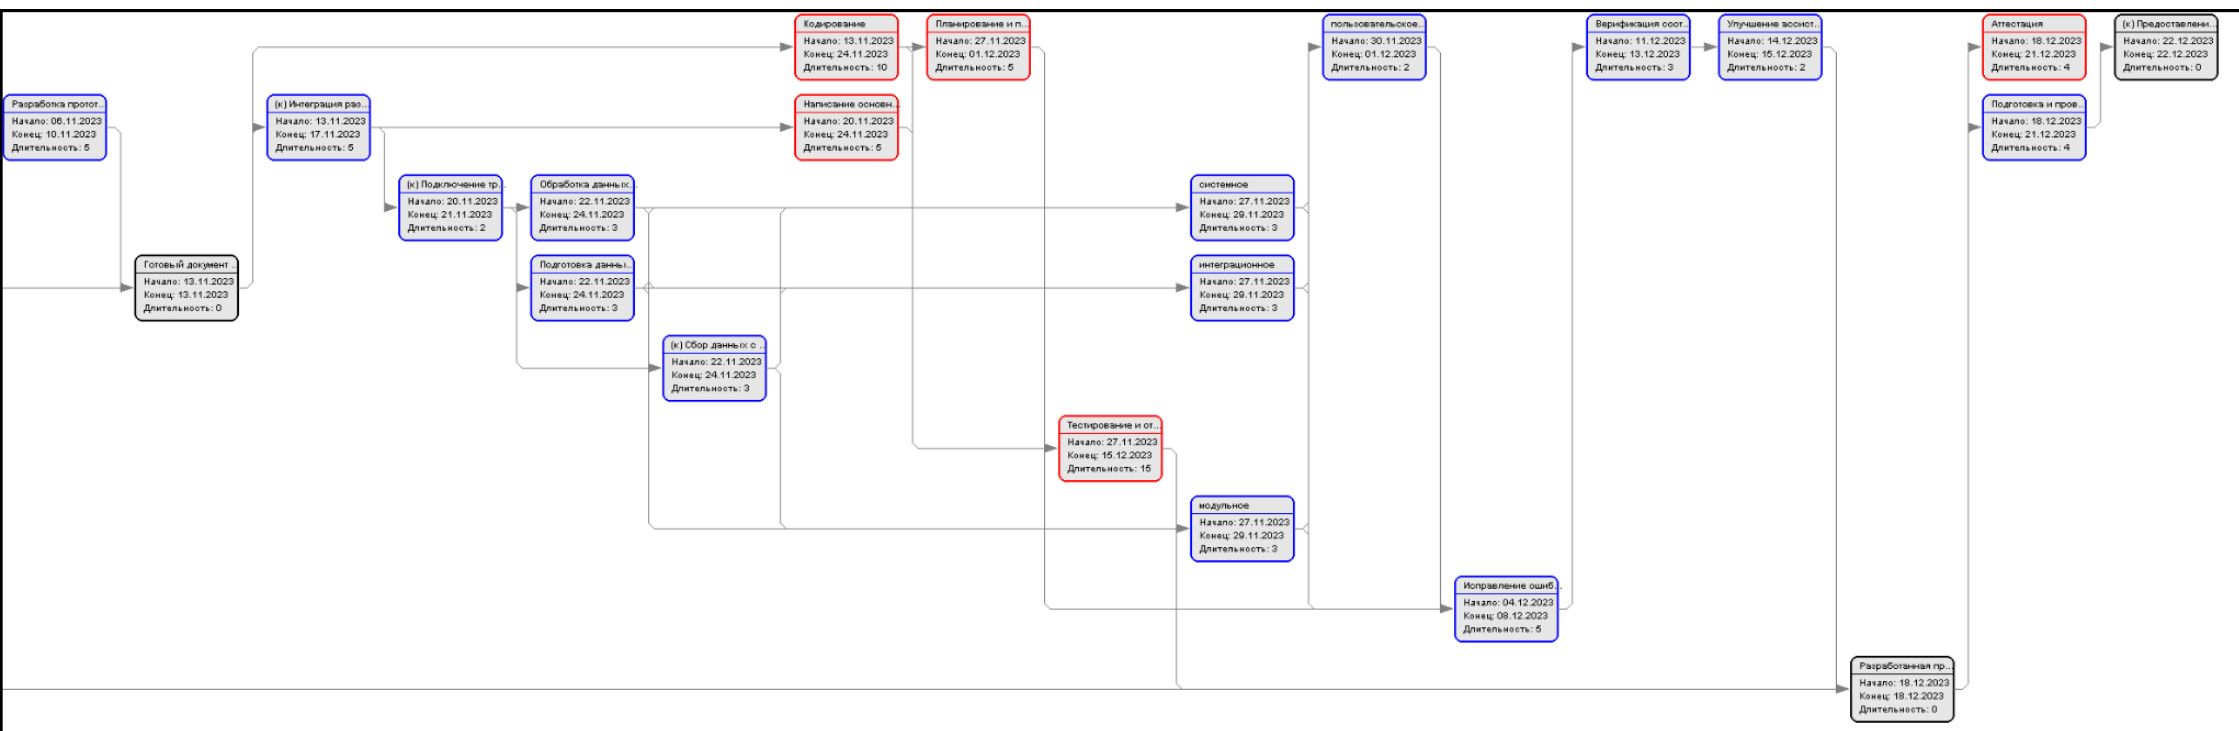 Кодирование
Начало: 13.11.2023
Конец: 24.11.2023
Длительность: 10
Планирование и п...
Начало: 27.11.2023
Конец: 01.12.2023
Длительность: 5
пользовательское...
Начало: 30.11.2023
Конец: 01.12.2023
Длительность: 2
Верификация соот...
Начало: 11.12.2023
Конец: 13.12.2023
Длительность: 3
Улучшение ассист...
Начало: 14.12.2023
Конец: 15.12.2023
Длительность: 2
Аттестация
Начало: 18.12.2023
Конец: 21.12.2023
Длительность: 4
(к) Предоставлени...
Начало: 22.12.2023
Конец: 22.12.2023
Длительность: 0
Разработка протот...
Начало: 06.11.2023
Конец: 10.11.2023
Длительность: 5
(к) Интеграция раз...
Начало: 13.11.2023
Конец: 17.11.2023
Длительность: 5
Написание основн...
Начало: 20.11.2023
Конец: 24.11.2023
Длительность: 5
Подготовка и пров...
Начало: 18.12.2023
Конец: 21.12.2023
Длительность: 4
(к) Подключение тр...
Начало: 20.11.2023
Конец: 21.11.2023
Длительность: 2
Обработка данных...
Начало: 22.11.2023
Конец: 24.11.2023
Длительность: 3
системное
Начало: 27.11.2023
Конец: 29.11.2023
Длительность: 3
Готовый документ ...
Начало: 13.11.2023
Конец: 13.11.2023
Длительность: 0
Подготовка данны...
Начало: 22.11.2023
Конец: 24.11.2023
Длительность: 3
интеграционное
Начало: 27.11.2023
Конец: 29.11.2023
Длительность: 3
(к) Сбор данных с ...
Начало: 22.11.2023
Конец: 24.11.2023
Длительность: 3
Тестирование и от...
Начало: 27.11.2023
Конец: 15.12.2023
Длительность: 15
модульное
Начало: 27.11.2023
Конец: 29.11.2023
Длительность: 3
Исправление ошиб...
Начало: 04.12.2023
Конец: 08.12.2023
Длительность: 5
Разработанная пр...
Начало: 18.12.2023
Конец: 18.12.2023
Длительность: 0